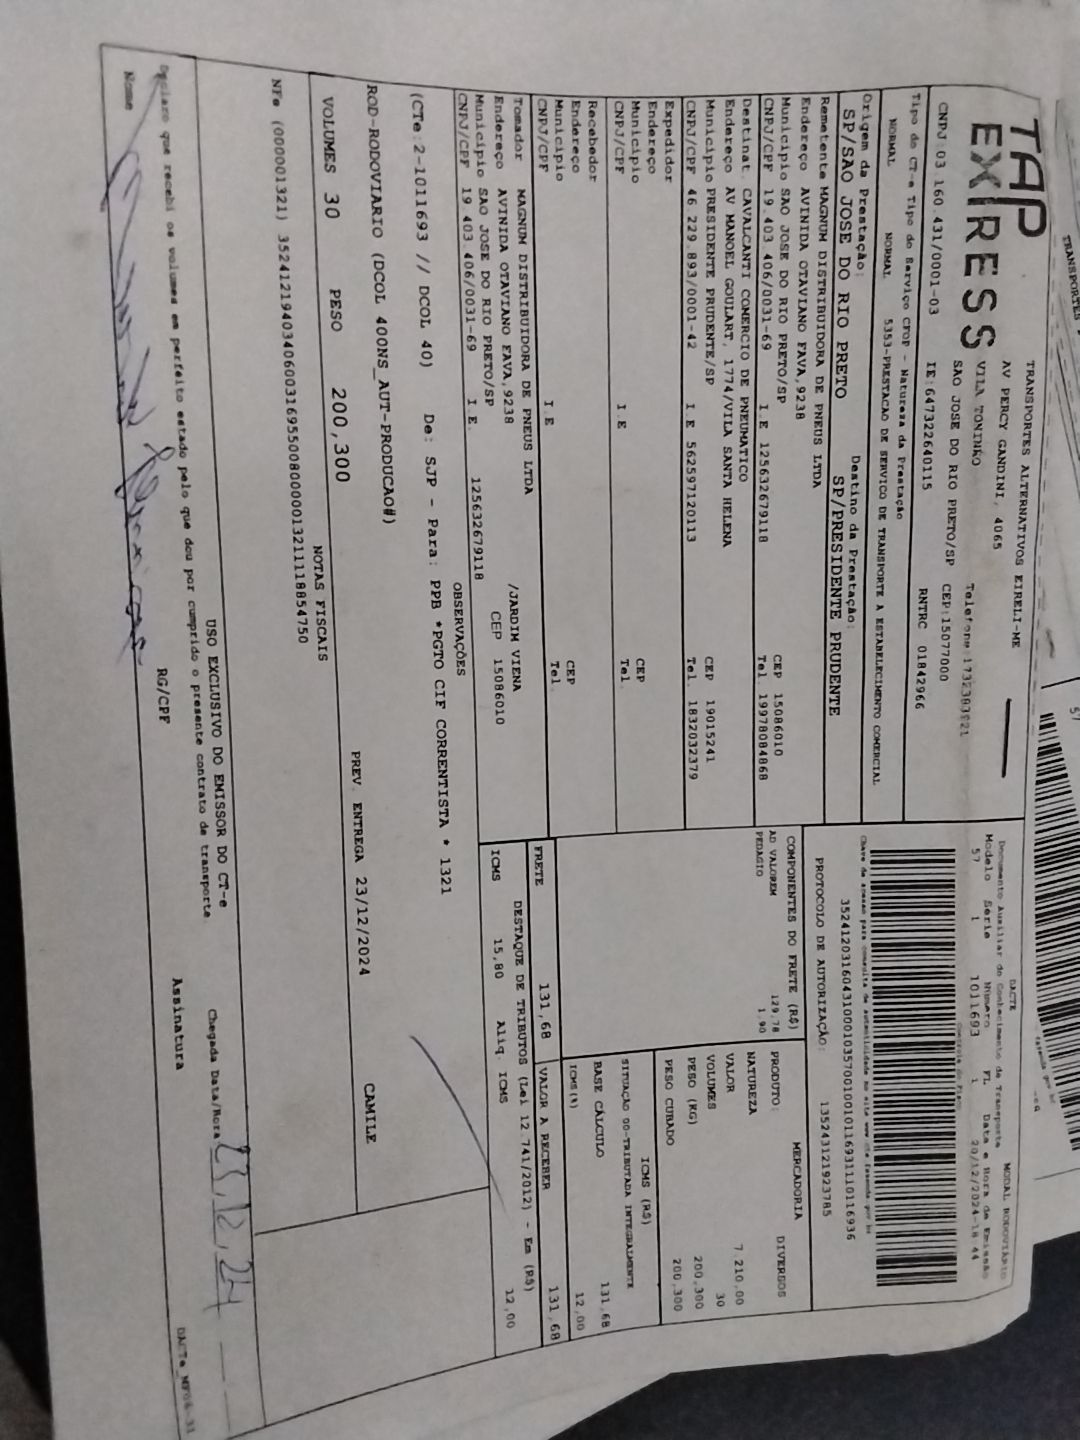 TAP
EXPRESS
TRANSPORTES ALTERNATIVOS EIRELI-ME
AV PERCY GANDINI, 4065
VILA TONINHO
SAO JOSE DO RIO PRETO/SP CEP:15077000
CNPJ:03.160.431/0001-03 IE:647322640115 RNTRC 01842966
DACTE MODAL RODOVIÁRIO
Documento Auxiliar do Conhecimento de Transporte
Modelo Série Número FL Data e Hora de Emissão
57 1 1011693 1 20/12/2024-18:44
Chave de acesso para consulta de autenticidade no site www.cte.fazenda.gov.br
PROTOCOLO DE AUTORIZAÇÃO: 135243121923785
Tipo do CT-e Tipo do Serviço CFOP - Natureza da Prestação
NORMAL NORMAL 5353-PRESTACAO DE SERVICO DE TRANSPORTE A ESTABELECIMENTO COMERCIAL
Origem da Prestação: Destino da Prestação:
SP/SAO JOSE DO RIO PRETO SP/PRESIDENTE PRUDENTE
Remetente MAGNUM DISTRIBUIDORA DE PNEUS LTDA
Endereço AVINIDA OTAVIANO FAVA,9238
Município SAO JOSE DO RIO PRETO/SP CEP 15086010
CNPJ/CPF 19.403.406/0031-69 I.E 125632679118 Tel. 19978084868
Destinat. CAVALCANTI COMERCIO DE PNEUMATICO
Endereço AV MANOEL GOULART, 1774/VILA SANTA HELENA
Município PRESIDENTE PRUDENTE/SP CEP 19015241
CNPJ/CPF 46.229.893/0001-42 I.E 562597120113 Tel. 1832032379
Expedidor
Endereço
Município CEP
CNPJ/CPF I.E Tel.
Recebedor
Endereço
Município CEP
CNPJ/CPF I.E Tel.
Tomador MAGNUM DISTRIBUIDORA DE PNEUS LTDA
Endereço AVINIDA OTAVIANO FAVA,9238 /JARDIM VIENA
Município SAO JOSE DO RIO PRETO/SP CEP 15086010
CNPJ/CPF 19.403.406/0031-69 I.E. 125632679118
COMPONENTES DO FRETE (R$)
AD VALOREM 129,78
PEDAGIO 1,90
MERCADORIA
PRODUTO: DIVERSOS
NATUREZA
VALOR 7.210,00
VOLUMES 30
PESO (KG) 200,300
PESO CUBADO 200,300
ICMS (R$)
SITUAÇÃO 00-TRIBUTADA INTEGRALMENTE
BASE CÁLCULO 131,68
ICMS(%) 12,00
FRETE 131,68 VALOR A RECEBER 131,68
DESTAQUE DE TRIBUTOS (Lei 12.741/2012) - Em (R$)
ICMS 15,80 Aliq. ICMS 12,00
OBSERVAÇÕES
(CTe:2-1011693 // DCOL 40) De: SJP - Para: PPB *PGTO CIF CORRENTISTA * 1321
ROD-RODOVIARIO (DCOL 400NS_AUT-PRODUCAO#)
PREV. ENTREGA 23/12/2024 CAMILE
VOLUMES 30 PESO 200,300
NOTAS FISCAIS
USO EXCLUSIVO DO EMISSOR DO CT-e
Declaro que recebi os volumes em perfeito estado pelo que dou por cumprido o presente contrato de transporte.
Chegada Data/Hora 23,12,24
Nome RG/CPF Assinatura